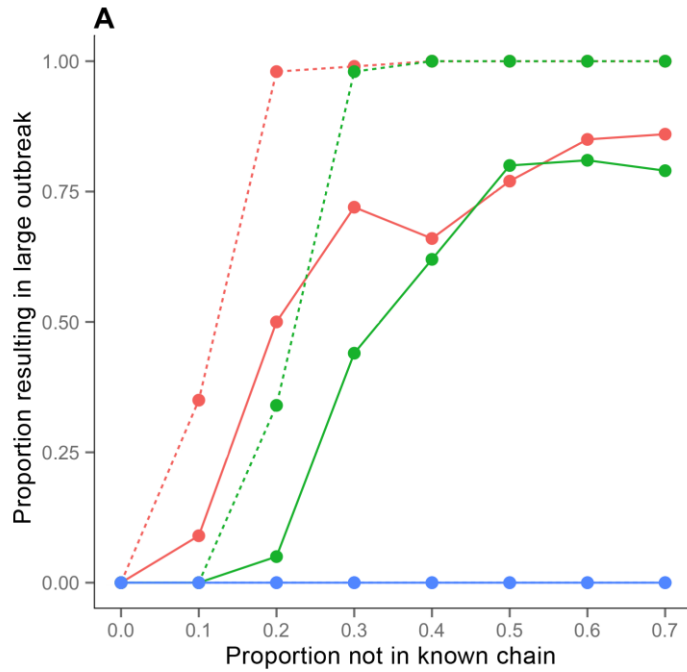 A
1.00
0.75
0.50
0.25
0.00
Proportion resulting in large outbreak
0.0 0.1 0.2 0.3 0.4 0.5 0.6 0.7
Proportion not in known chain